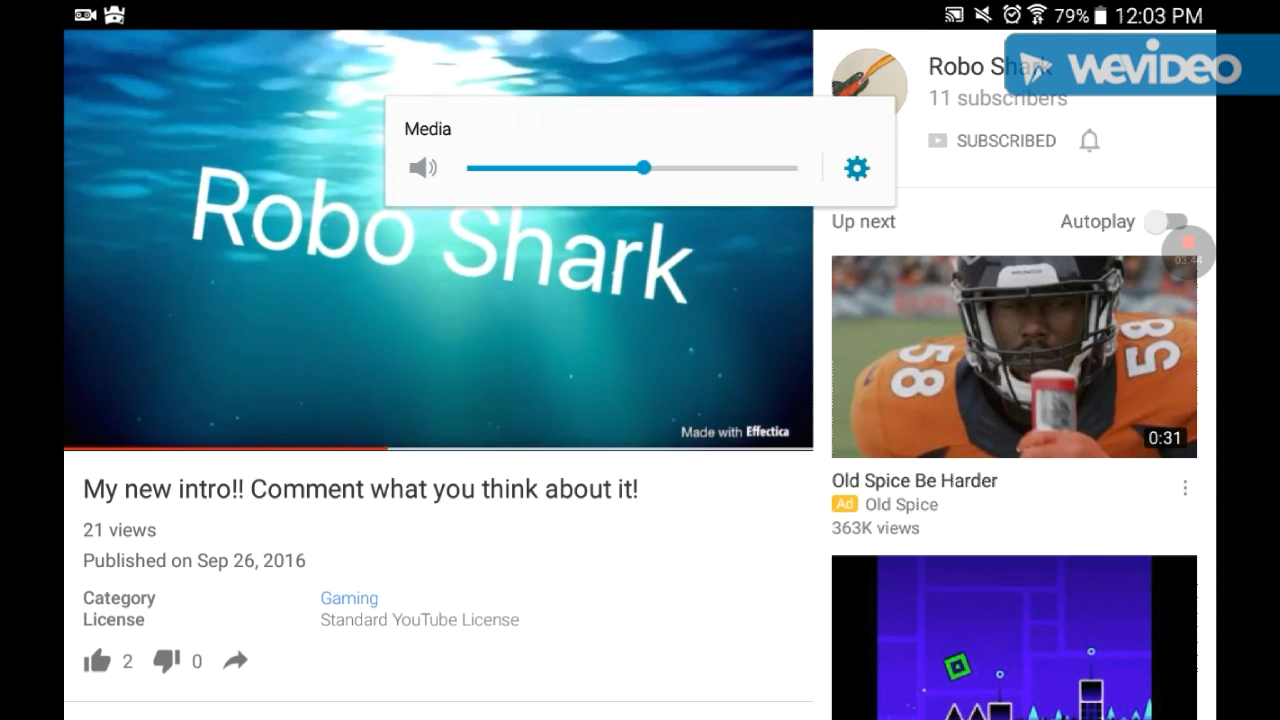 79% 12:03 PM
WEVIDEO
Robo Shark
11 subscribers
SUBSCRIBED
Media
Robo Shark
Made with Effectica
Up next
Autoplay
03:44
58 58
0:31
Old Spice Be Harder
Ad Old Spice
363K views
My new intro!! Comment what you think about it!
21 views
Published on Sep 26, 2016
Category Gaming
License Standard YouTube License
2 0